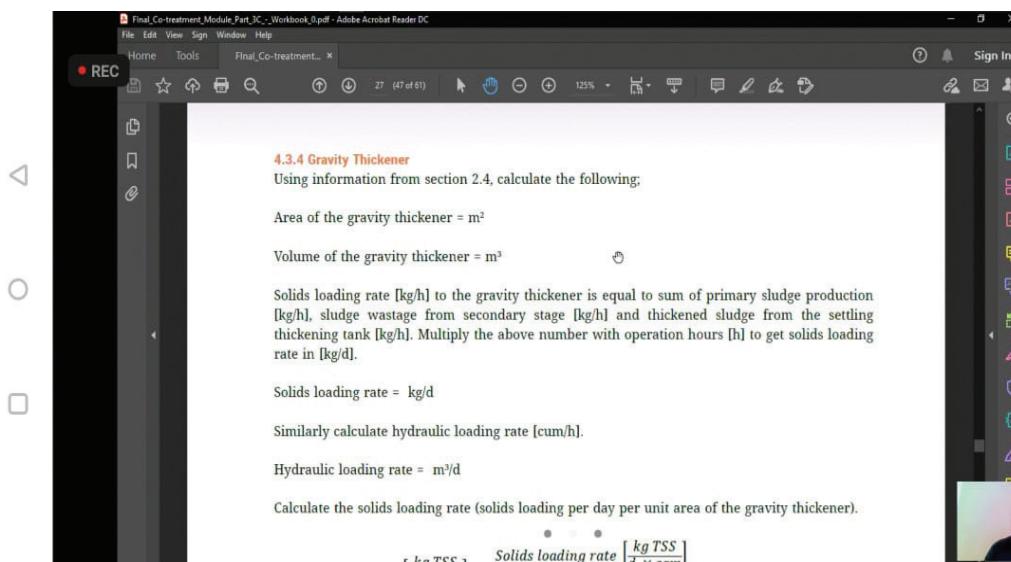 Final_Co-treatment_Module_Part_3C_-_Workbook_0.pdf - Adobe Acrobat Reader DC
File Edit View Sign Window Help
Home Tools Final_Co-treatment... ×
Sign In
REC
27 (47 of 61) 125%
4.3.4 Gravity Thickener
Using information from section 2.4, calculate the following;
Area of the gravity thickener = m²
Volume of the gravity thickener = m³
Solids loading rate [kg/h] to the gravity thickener is equal to sum of primary sludge production
[kg/h], sludge wastage from secondary stage [kg/h] and thickened sludge from the settling
thickening tank [kg/h]. Multiply the above number with operation hours [h] to get solids loading
rate in [kg/d].
Solids loading rate = kg/d
Similarly calculate hydraulic loading rate [cum/h].
Hydraulic loading rate = m³/d
Calculate the solids loading rate (solids loading per day per unit area of the gravity thickener).
Solids loading rate [kg TSS]
[ kg TSS ]